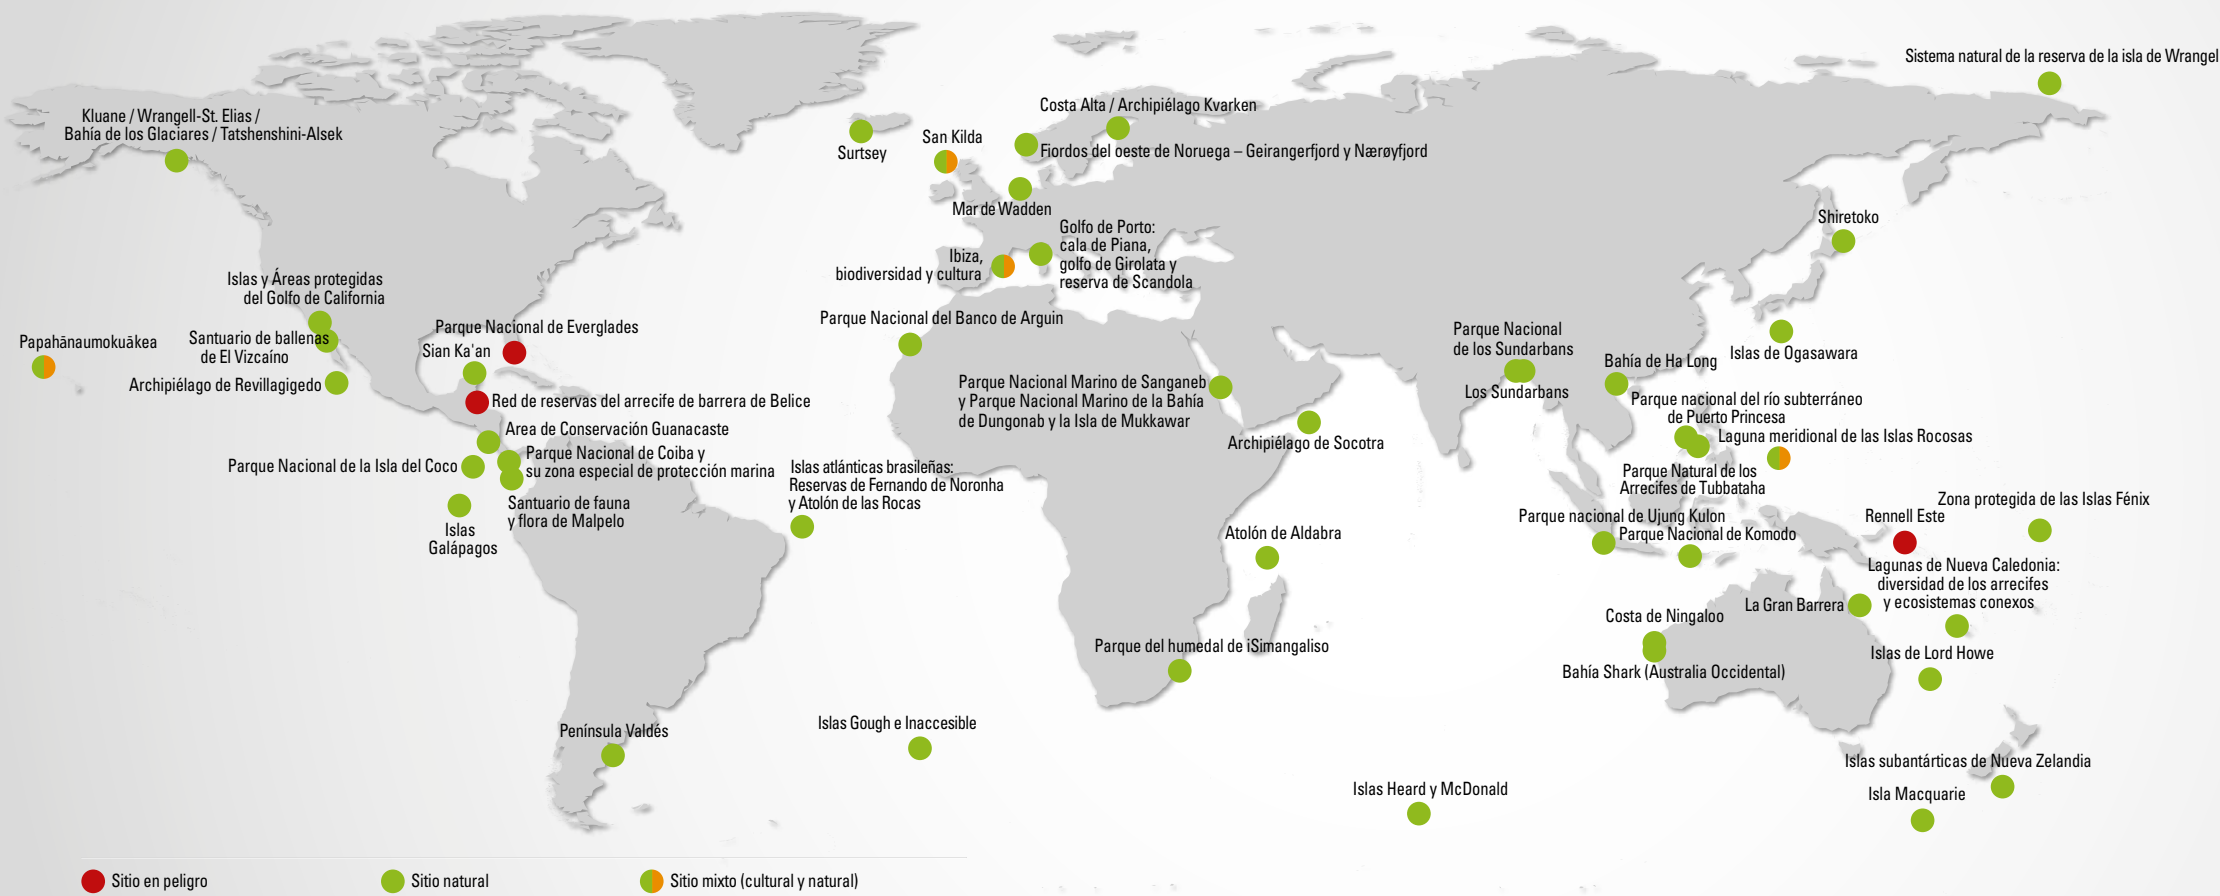 Sistema natural de la reserva de la isla de Wrangel
Kluane / Wrangell-St. Elias /
Bahía de los Glaciares / Tatshenshini-Alsek
Costa Alta / Archipiélago Kvarken
San Kilda
Surtsey
Fiordos del oeste de Noruega – Geirangerfjord y Nærøyfjord
Mar de Wadden
Golfo de Porto:
cala de Piana,
golfo de Girolata y
reserva de Scandola
Ibiza,
biodiversidad y cultura
Shiretoko
Islas y Áreas protegidas
del Golfo de California
Santuario de ballenas
de El Vizcaíno
Papahānaumokuākea
Archipiélago de Revillagigedo
Parque Nacional de Everglades
Sian Ka'an
Red de reservas del arrecife de barrera de Belice
Parque Nacional del Banco de Arguin
Parque Nacional
de los Sundarbans
Los Sundarbans
Bahía de Ha Long
Islas de Ogasawara
Parque Nacional Marino de Sanganeb
y Parque Nacional Marino de la Bahía
de Dungonab y la Isla de Mukkawar
Archipiélago de Socotra
Parque nacional del río subterráneo
de Puerto Princesa
Laguna meridional de las Islas Rocosas
Parque Natural de los
Arrecifes de Tubbataha
Area de Conservación Guanacaste
Parque Nacional de Coiba y
su zona especial de protección marina
Parque Nacional de la Isla del Coco
Santuario de fauna
y flora de Malpelo
Islas
Galápagos
Islas atlánticas brasileñas:
Reservas de Fernando de Noronha
y Atolón de las Rocas
Atolón de Aldabra
Parque nacional de Ujung Kulon
Parque Nacional de Komodo
Zona protegida de las Islas Fénix
Rennell Este
Lagunas de Nueva Caledonia:
diversidad de los arrecifes
y ecosistemas conexos
La Gran Barrera
Costa de Ningaloo
Bahía Shark (Australia Occidental)
Islas de Lord Howe
Parque del humedal de iSimangaliso
Península Valdés
Islas Gough e Inaccesible
Islas Heard y McDonald
Islas subantárticas de Nueva Zelandia
Isla Macquarie
Sitio en peligro
Sitio natural
Sitio mixto (cultural y natural)